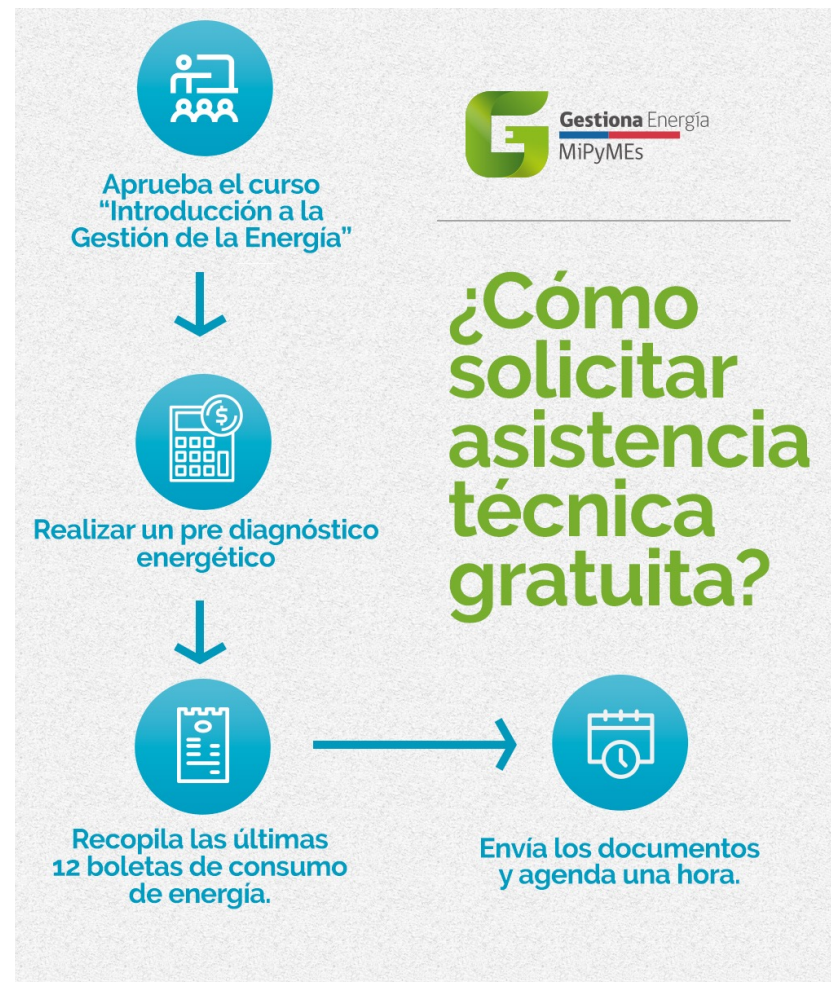 Gestiona Energía
MiPyMEs
¿Cómo
solicitar
asistencia
técnica
gratuita?
Aprueba el curso
“Introducción a la
Gestión de la Energía”
Realizar un pre diagnóstico
energético
Recopila las últimas
12 boletas de consumo
de energía.
Envía los documentos
y agenda una hora.